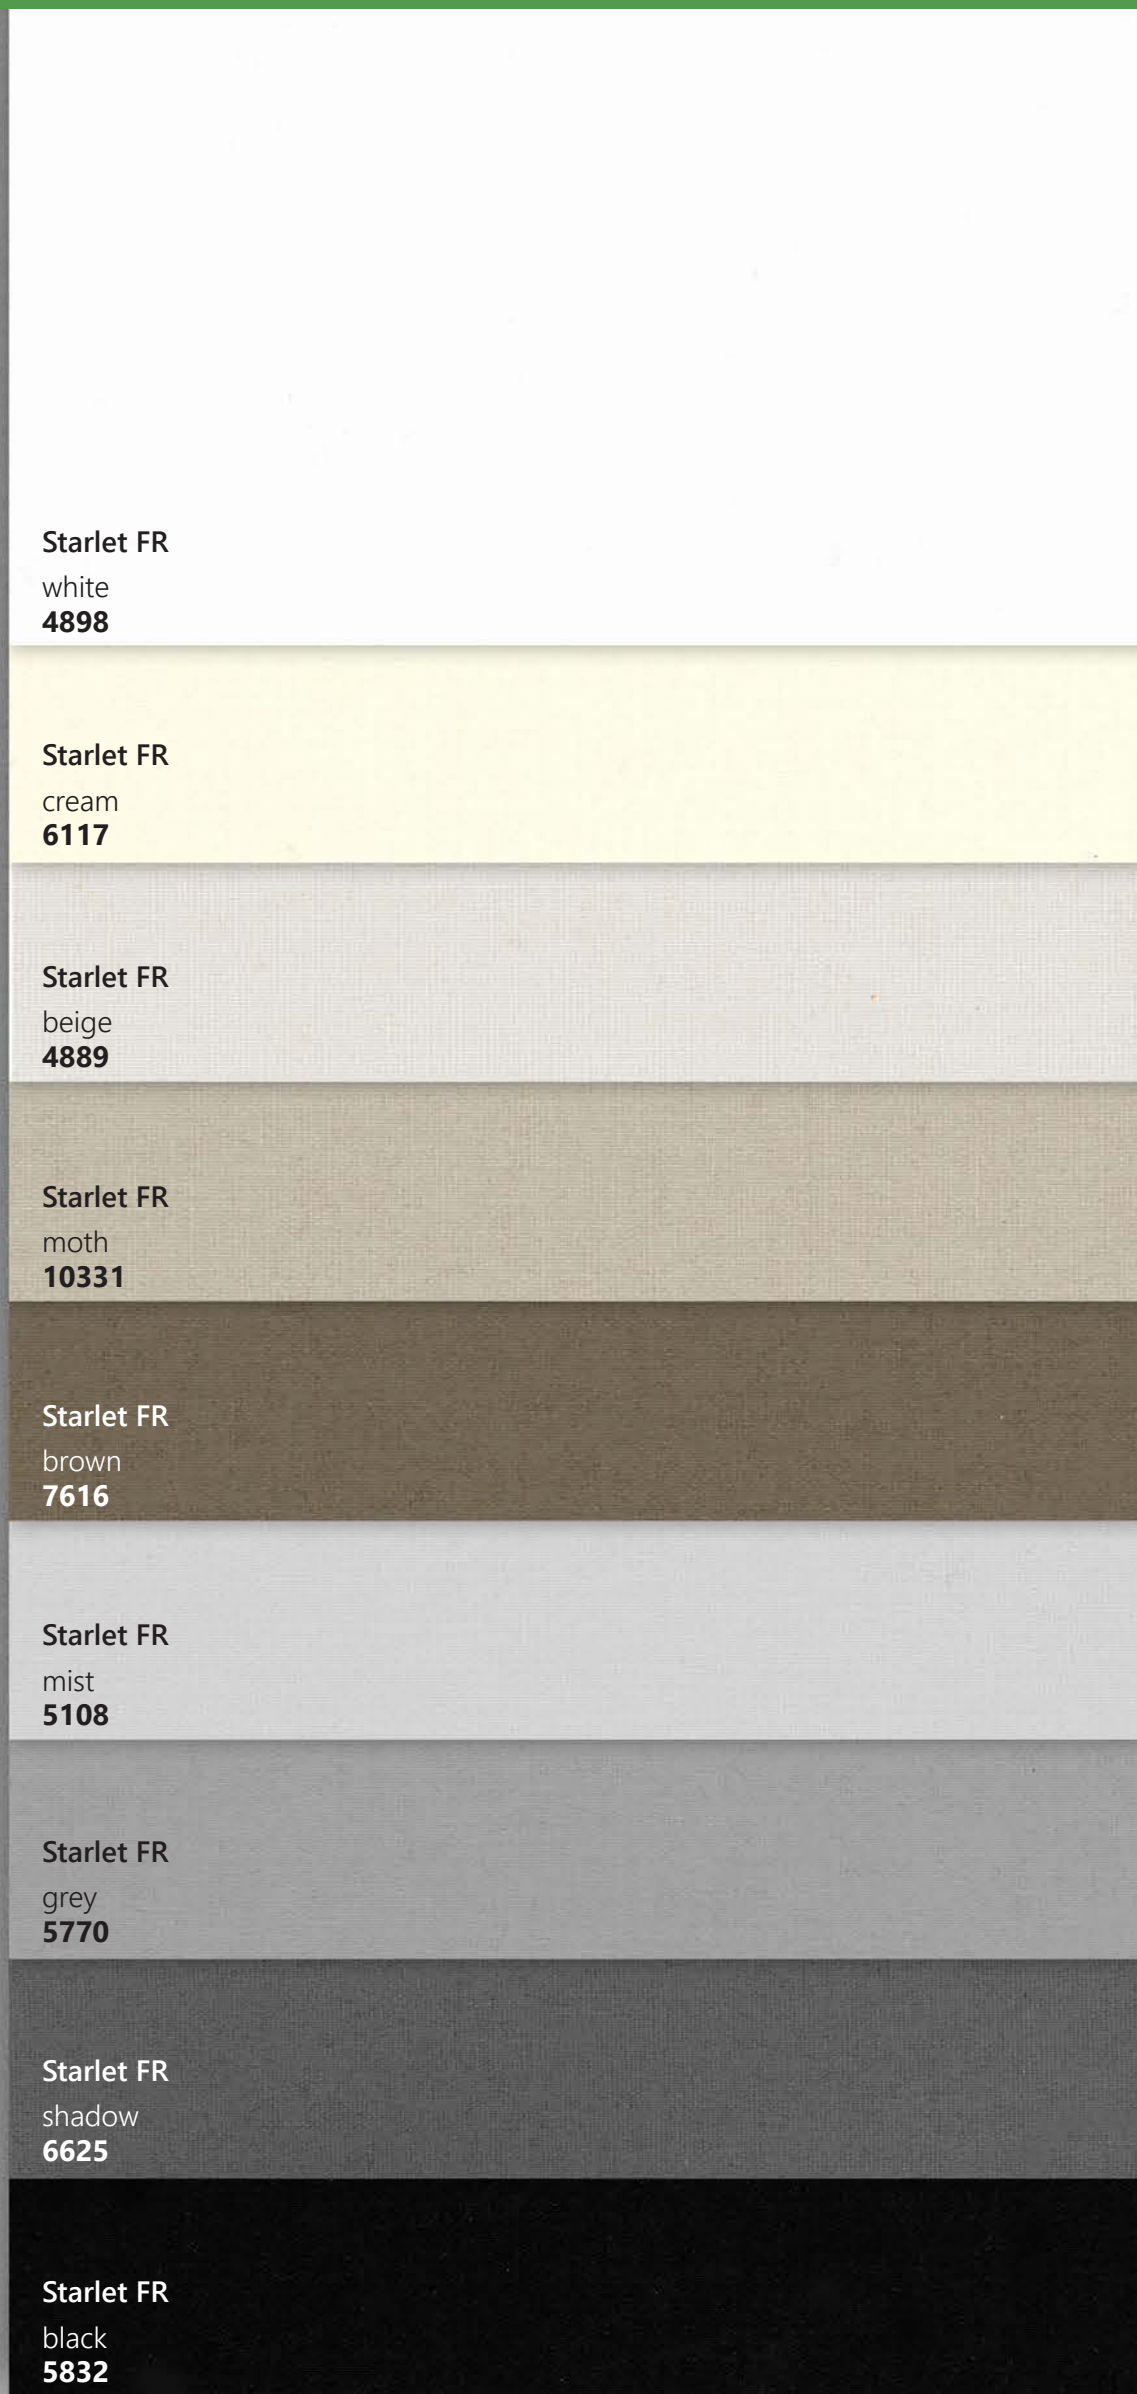 Starlet FR
white
4898
Starlet FR
cream
6117
Starlet FR
beige
4889
Starlet FR
moth
10331
Starlet FR
brown
7616
Starlet FR
mist
5108
Starlet FR
grey
5770
Starlet FR
shadow
6625
Starlet FR
black
5832